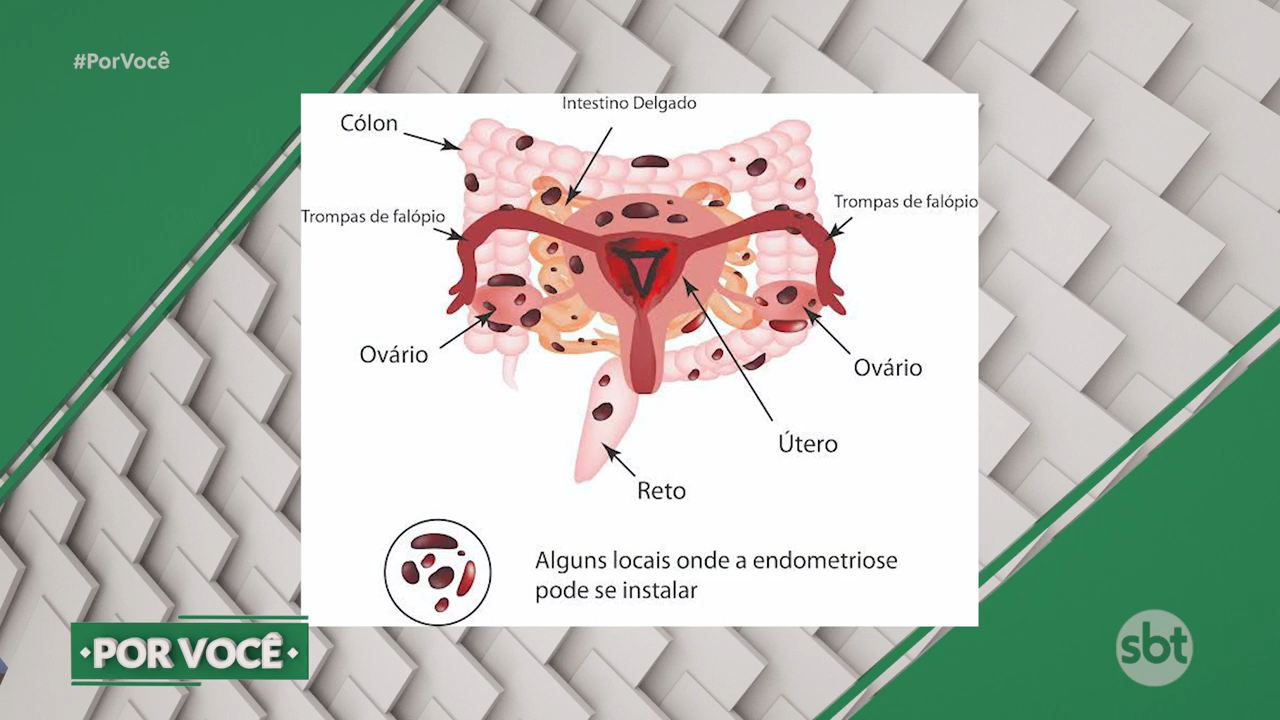 #PorVocê
Intestino Delgado
Cólon
Trompas de falópio
Trompas de falópio
Ovário
Ovário
Útero
Reto
Alguns locais onde a endometriose
pode se instalar
POR VOCÊ
sbt